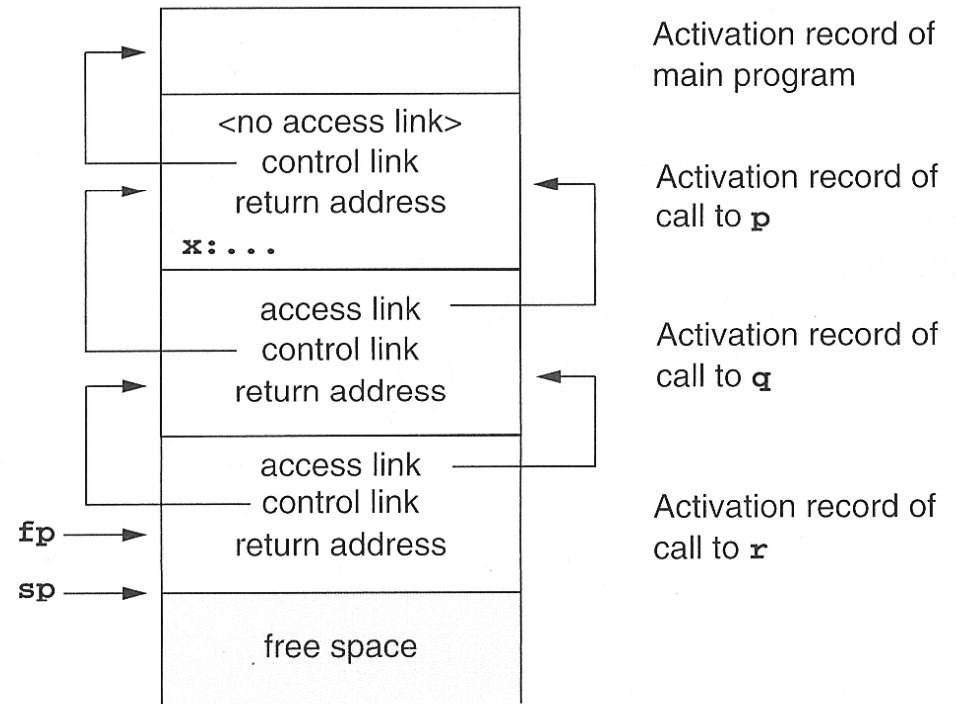 Activation record of
main program
<no access link>
control link
return address
x:...
Activation record of
call to p
access link
control link
return address
Activation record of
call to q
access link
control link
return address
Activation record of
call to r
fp
sp
free space